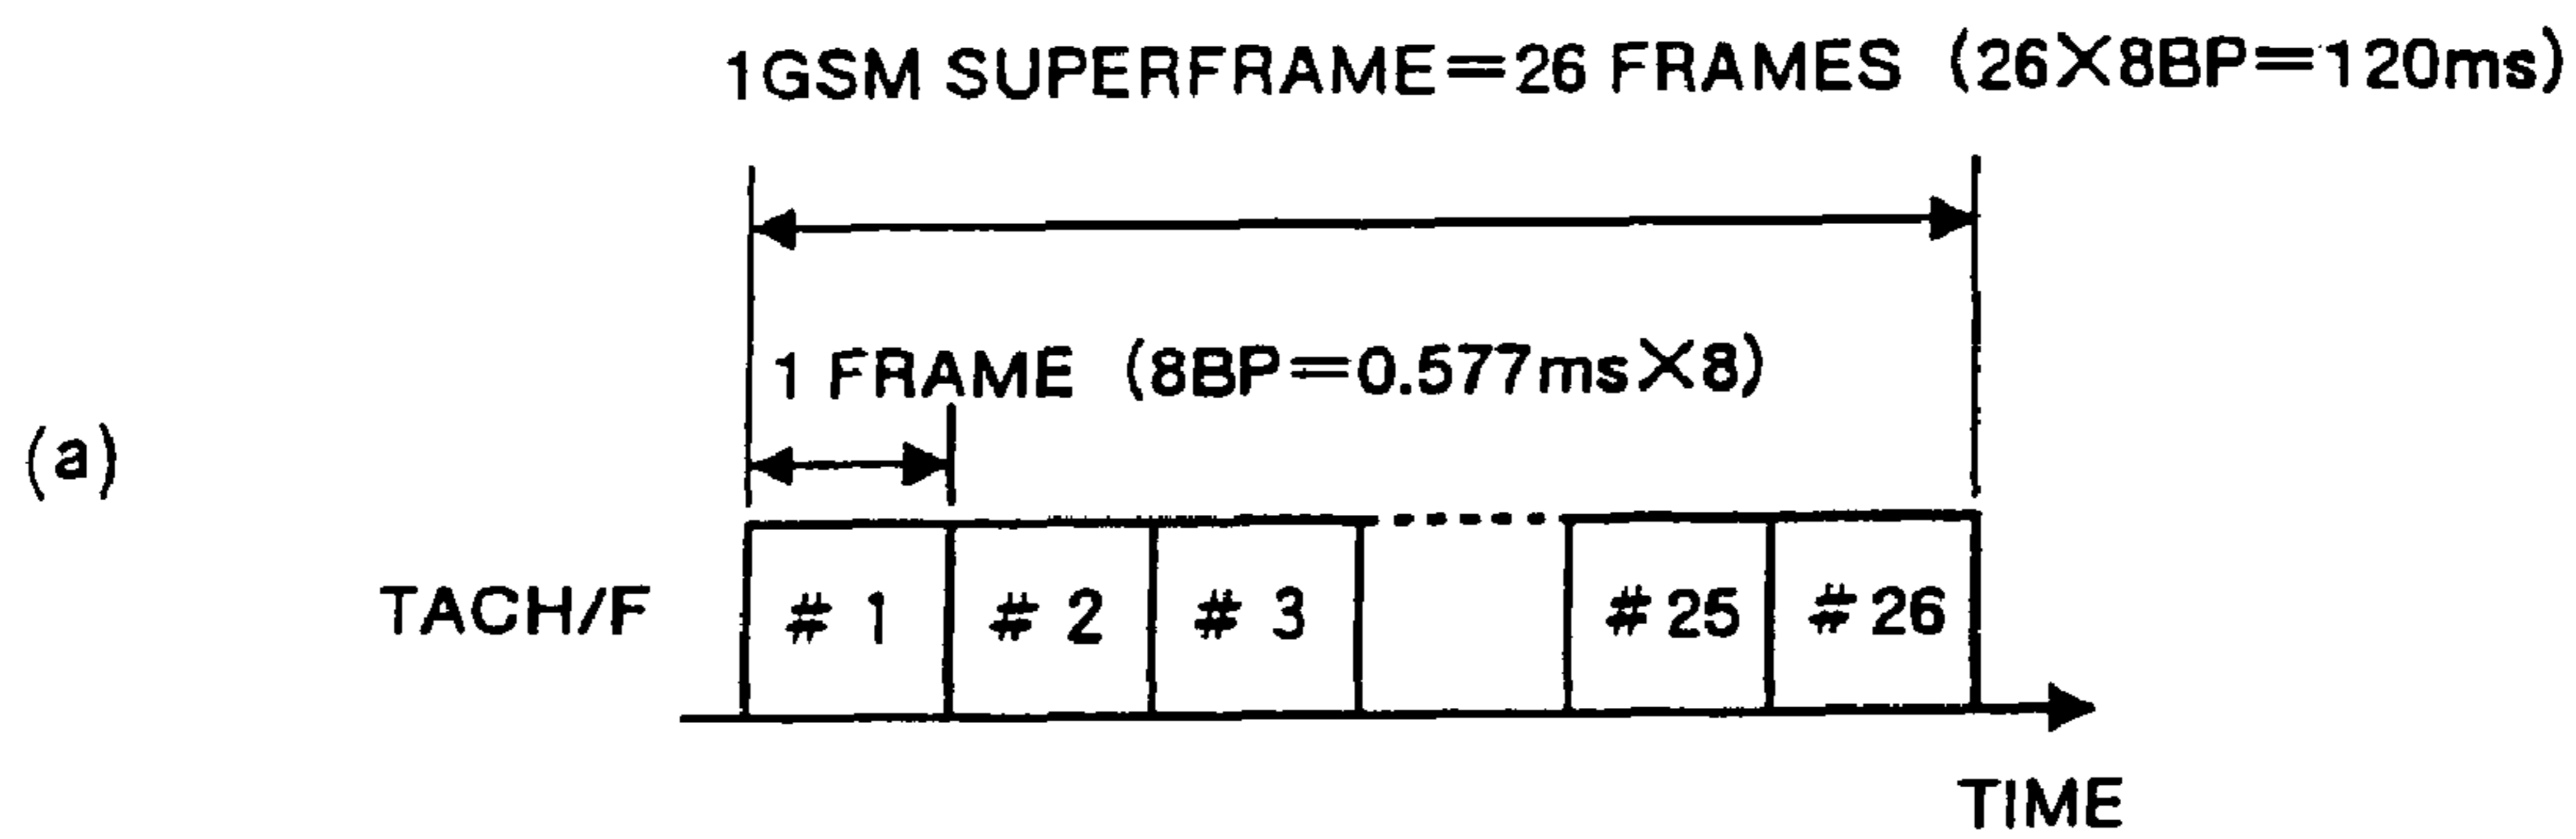 1GSM SUPERFRAME=26 FRAMES (26×8BP=120ms)
1 FRAME (8BP=0.577ms×8)
(a)
TACH/F #1 #2 #3 #25 #26
TIME